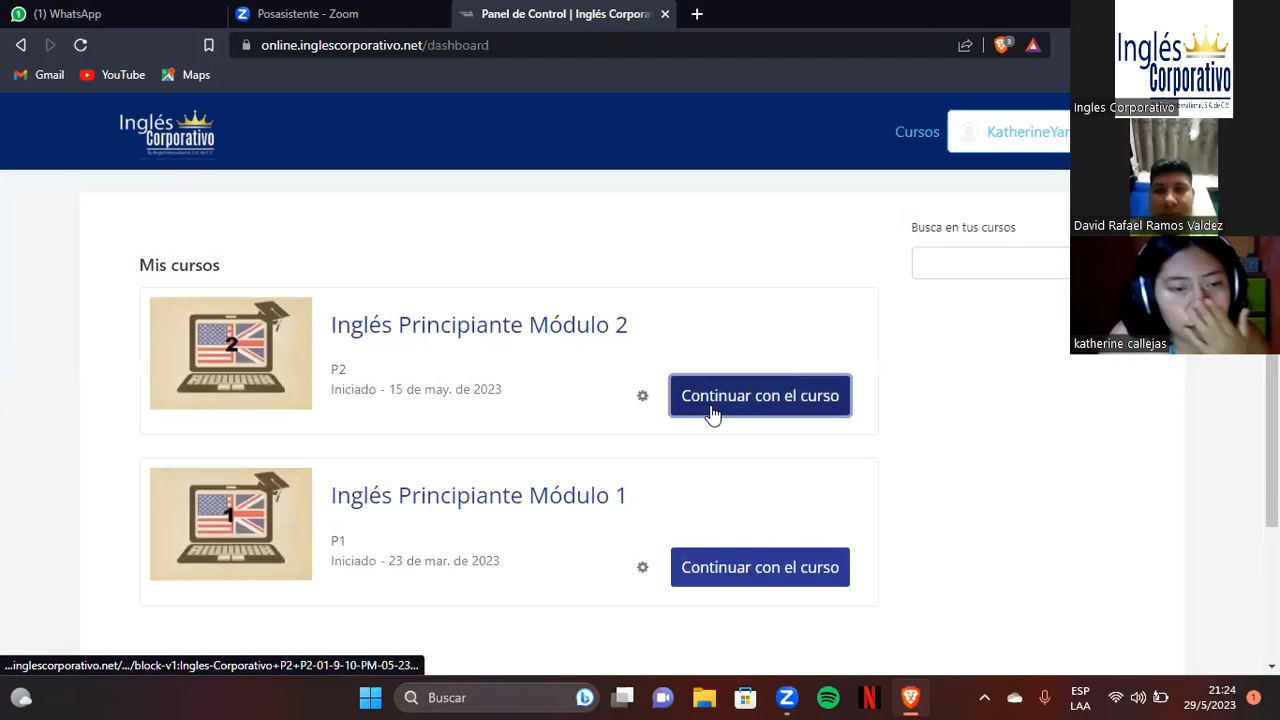 (1) WhatsApp
Posasistente - Zoom
Panel de Control | Inglés Corpora
online.inglescorporativo.net/dashboard
3
Gmail
YouTube
Maps
Inglés
Corporativo
Cursos
KatherineYar
Inglés
Corporativo
Ingles Corporativo
David Rafael Ramos Valdez
katherine callejas
Busca en tus cursos
Mis cursos
2
Inglés Principiante Módulo 2
P2
Iniciado - 15 de may. de 2023
Continuar con el curso
1
Inglés Principiante Módulo 1
P1
Iniciado - 23 de mar. de 2023
Continuar con el curso
...inglescorporativo.net/.../block-v1:Ingles-Corporativo+P2+P2-01-9-10-PM-05-23...
Buscar
ESP
LAA
21:24
29/5/2023
1